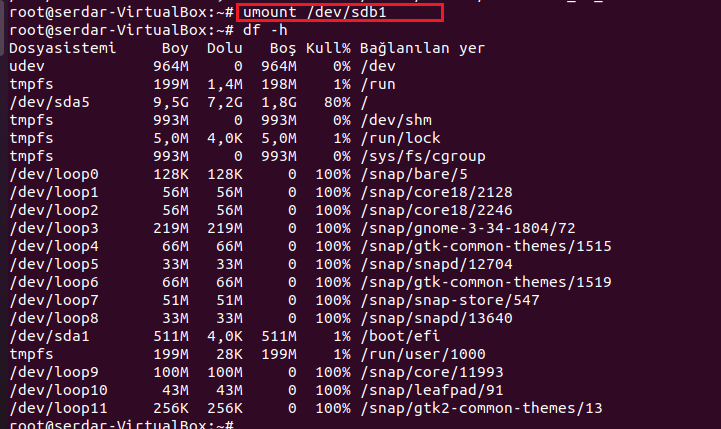 root@serdar-VirtualBox:~# umount /dev/sdb1
root@serdar-VirtualBox:~# df -h
Dosyasistemi Boy Dolu Boş Kull% Bağlanılan yer
udev 964M 0 964M 0% /dev
tmpfs 199M 1,4M 198M 1% /run
/dev/sda5 9,5G 7,2G 1,8G 80% /
tmpfs 993M 0 993M 0% /dev/shm
tmpfs 5,0M 4,0K 5,0M 1% /run/lock
tmpfs 993M 0 993M 0% /sys/fs/cgroup
/dev/loop0 128K 128K 0 100% /snap/bare/5
/dev/loop1 56M 56M 0 100% /snap/core18/2128
/dev/loop2 56M 56M 0 100% /snap/core18/2246
/dev/loop3 219M 219M 0 100% /snap/gnome-3-34-1804/72
/dev/loop4 66M 66M 0 100% /snap/gtk-common-themes/1515
/dev/loop5 33M 33M 0 100% /snap/snapd/12704
/dev/loop6 66M 66M 0 100% /snap/gtk-common-themes/1519
/dev/loop7 51M 51M 0 100% /snap/snap-store/547
/dev/loop8 33M 33M 0 100% /snap/snapd/13640
/dev/sda1 511M 4,0K 511M 1% /boot/efi
tmpfs 199M 28K 199M 1% /run/user/1000
/dev/loop9 100M 100M 0 100% /snap/core/11993
/dev/loop10 43M 43M 0 100% /snap/leafpad/91
/dev/loop11 256K 256K 0 100% /snap/gtk2-common-themes/13
root@serdar-VirtualBox:~#